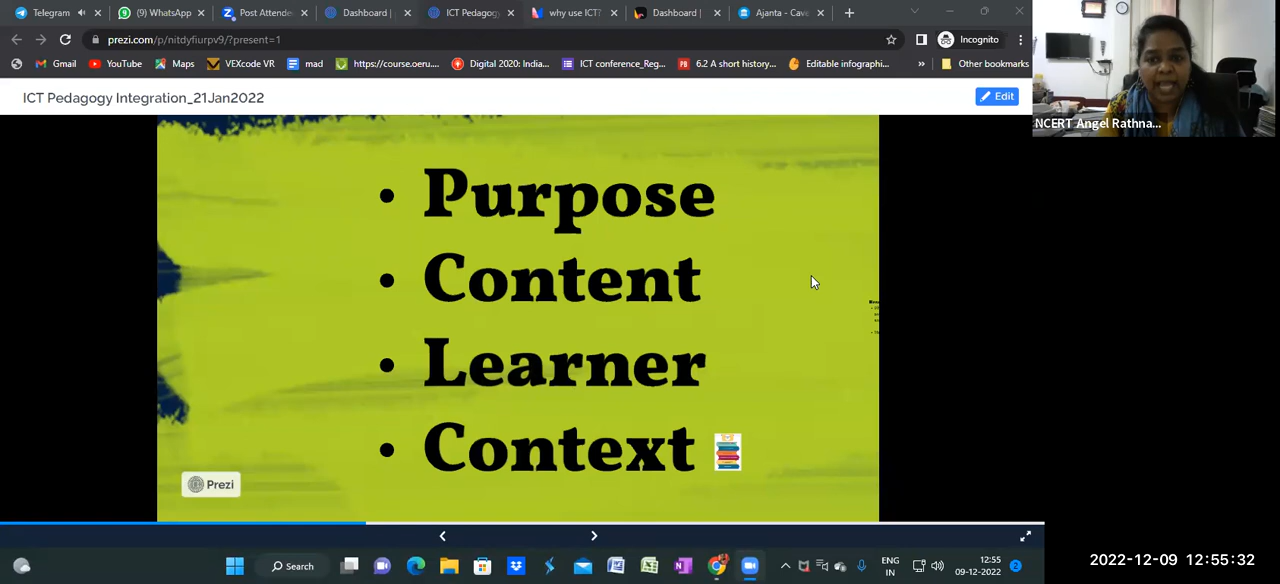 Telegram
(9) WhatsApp
Post Attende
Dashboard |
ICT Pedagog
why use ICT?
Dashboard |
Ajanta - Cave
prezi.com/p/nitdyfiurpv9/?present=1
Incognito
Gmail
YouTube
Maps
VEXcode VR
mad
https://course.oeru....
Digital 2020: India...
ICT conference_Reg...
6.2 A short history...
Editable infographi...
Other bookmarks
ICT Pedagogy Integration_21Jan2022
Edit
NCERT Angel Rathna...
• Purpose
• Content
• Learner
• Context
Prezi
Search
ENG
IN
12:55
09-12-2022
2
2022-12-09 12:55:32